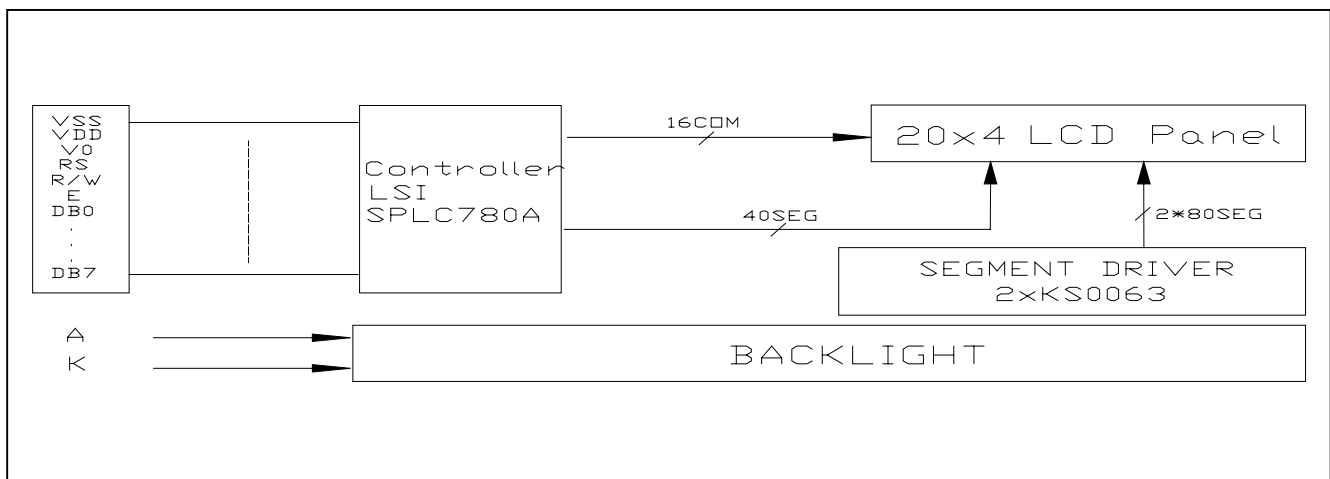 VSS
VDD
V0
RS
R/W
E
DB0
.
.
.
DB7
Controller
LSI
SPLC780A
16COM
40SEG
20x4 LCD Panel
2*80SEG
SEGMENT DRIVER
2xKS0063
A
K
BACKLIGHT